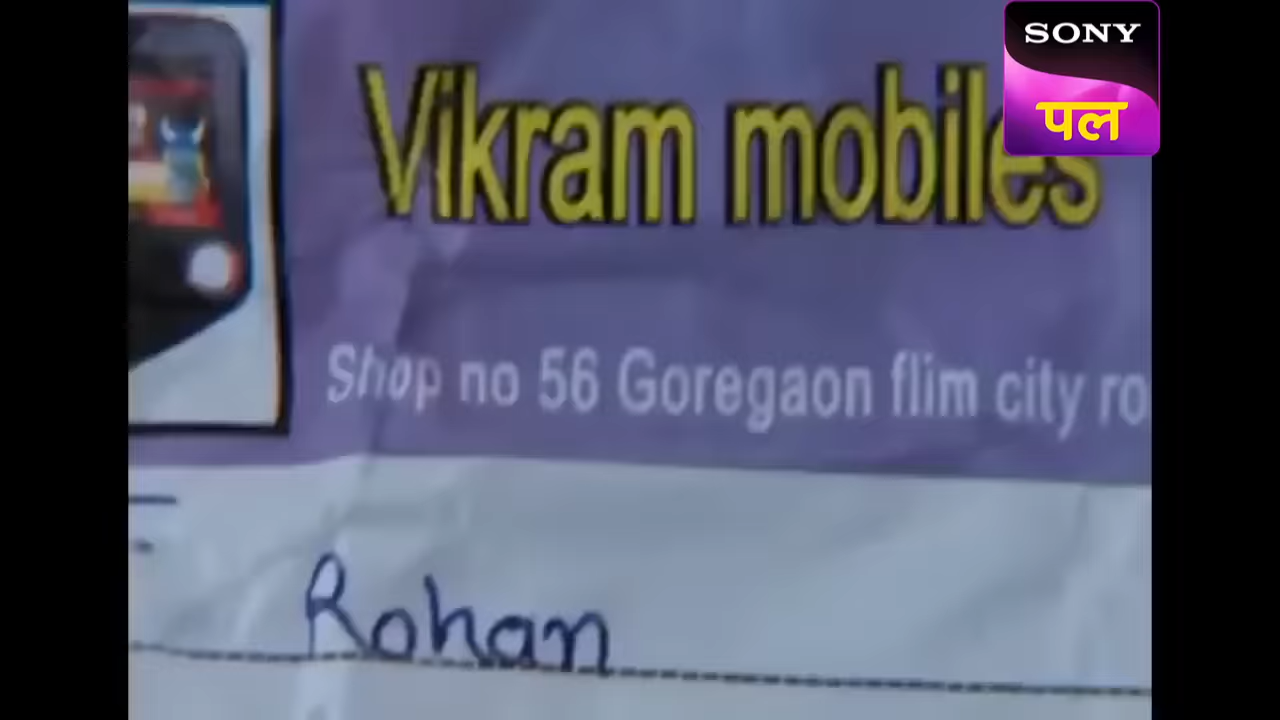 SONY
पल
Vikram mobiles
Shop no 56 Goregaon flim city ro
Rohan